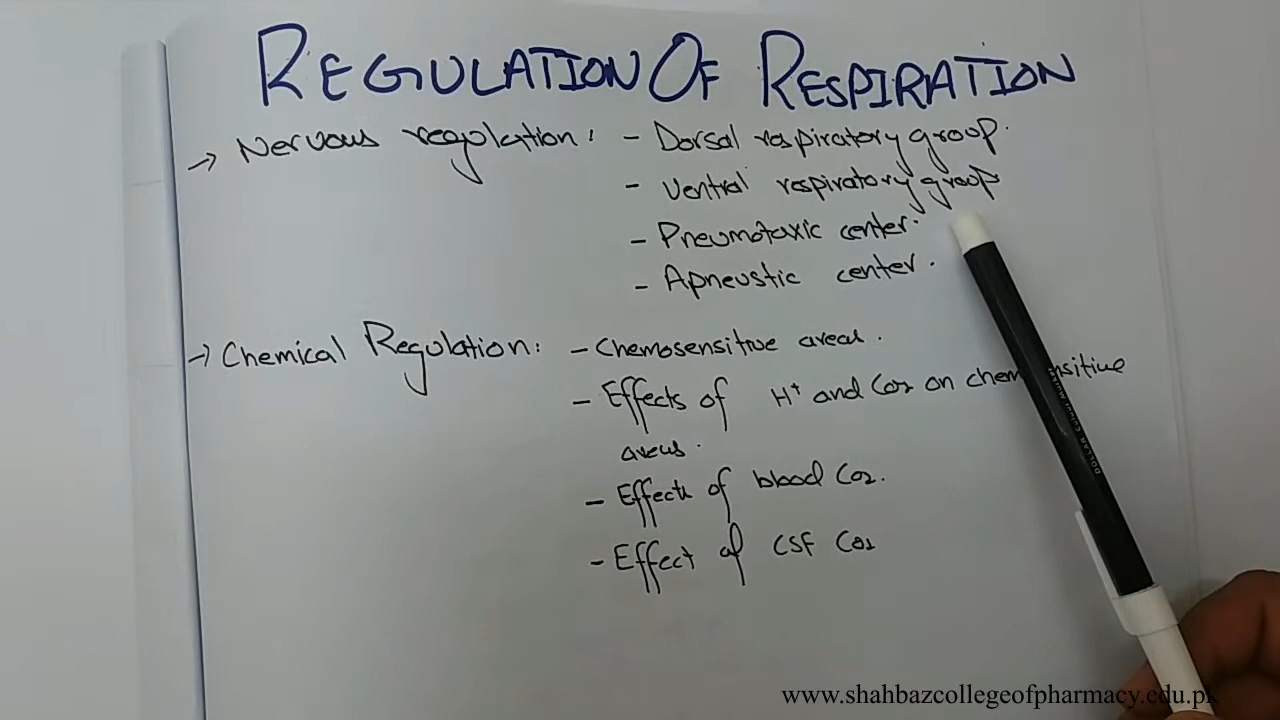 REGULATION OF RESPIRATION
→ Nervous regulation: - Dorsal respiratory group.
- Ventral respiratory group
- Pneumotaxic center.
- Apneustic center.
→ Chemical Regulation: - Chemosensitive areas.
- Effects of H+ and Co2 on chemosensitive
areas.
- Effects of blood Co2.
- Effect of CSF Co2
DOLLAR
www.shahbazcollegeofpharmacy.edu.pk